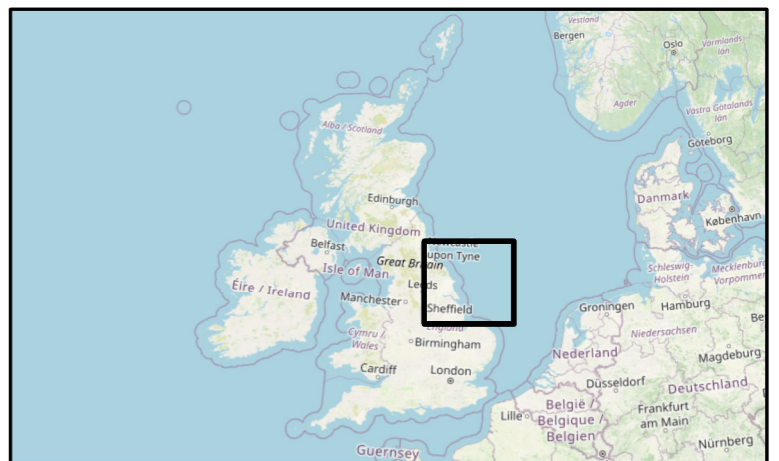 Vestland
Bergen
Oslo
Värmlands
län
Agder
Västra Götalands
län
Göteborg
Alba / Scotland
Edinburgh
Danmark
København
United Kingdom
Belfast
Newcastle
upon Tyne
Great Britain
Isle of Man
Leeds
Éire / Ireland
Manchester
Sheffield
Schleswig-
Holstein
Mecklenburg
Vorpommer
Groningen
Hamburg
England
Cymru /
Wales
Birmingham
Niedersachsen
Be
Nederland
Magdeburg
Cardiff
London
Düsseldorf
Deutschland
Lille
België /
Belgique /
Belgien
Frankfurt
am Main
Nürnberg
Guernsey